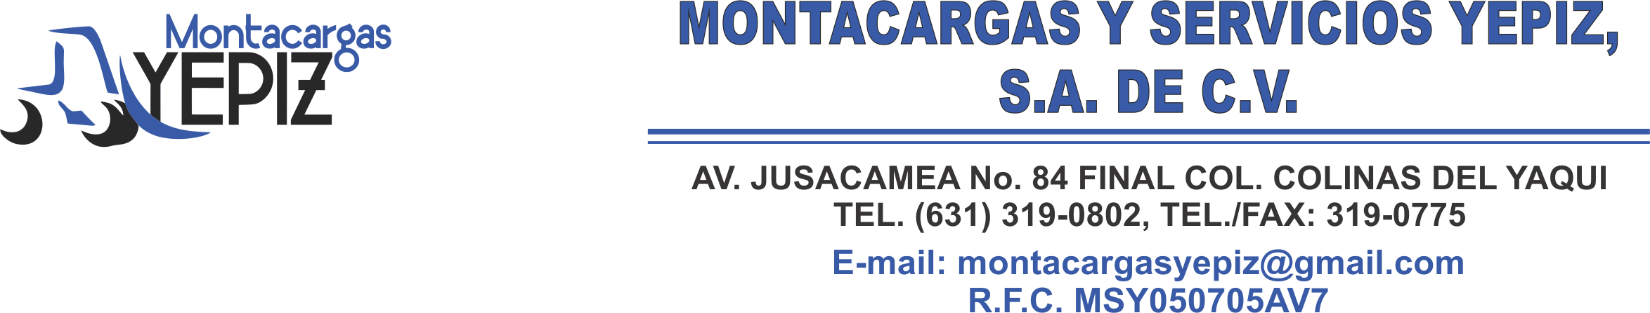 Montacargas
YEPIZ
MONTACARGAS Y SERVICIOS YEPIZ,
S.A. DE C.V.
AV. JUSACAMEA No. 84 FINAL COL. COLINAS DEL YAQUI
TEL. (631) 319-0802, TEL./FAX: 319-0775
E-mail: montacargasyepiz@gmail.com
R.F.C. MSY050705AV7